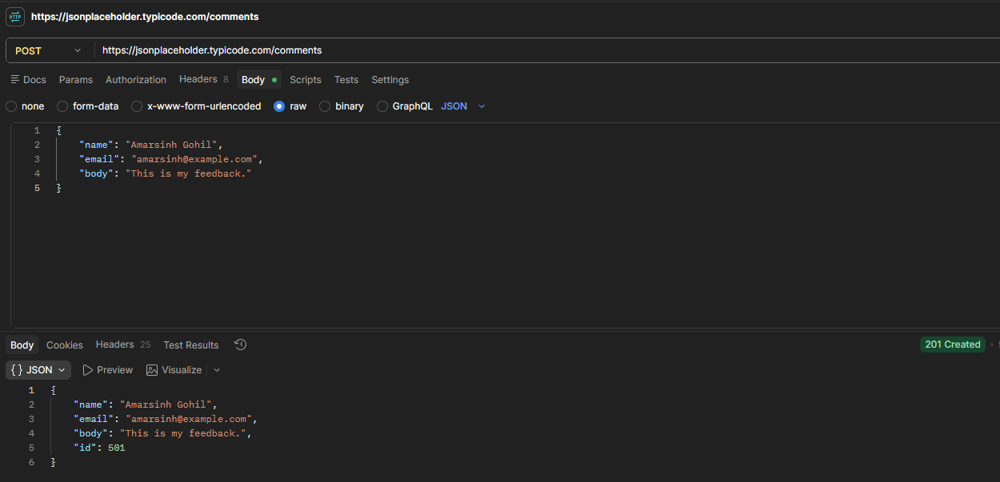 HTTP https://jsonplaceholder.typicode.com/comments
POST https://jsonplaceholder.typicode.com/comments
Docs Params Authorization Headers 8 Body Scripts Tests Settings
none form-data x-www-form-urlencoded raw binary GraphQL JSON
1 {
2 "name": "Amarsinh Gohil",
3 "email": "amarsinh@example.com",
4 "body": "This is my feedback."
5 }
Body Cookies Headers 25 Test Results 201 Created
{} JSON Preview Visualize
1 {
2 "name": "Amarsinh Gohil",
3 "email": "amarsinh@example.com",
4 "body": "This is my feedback.",
5 "id": 501
6 }